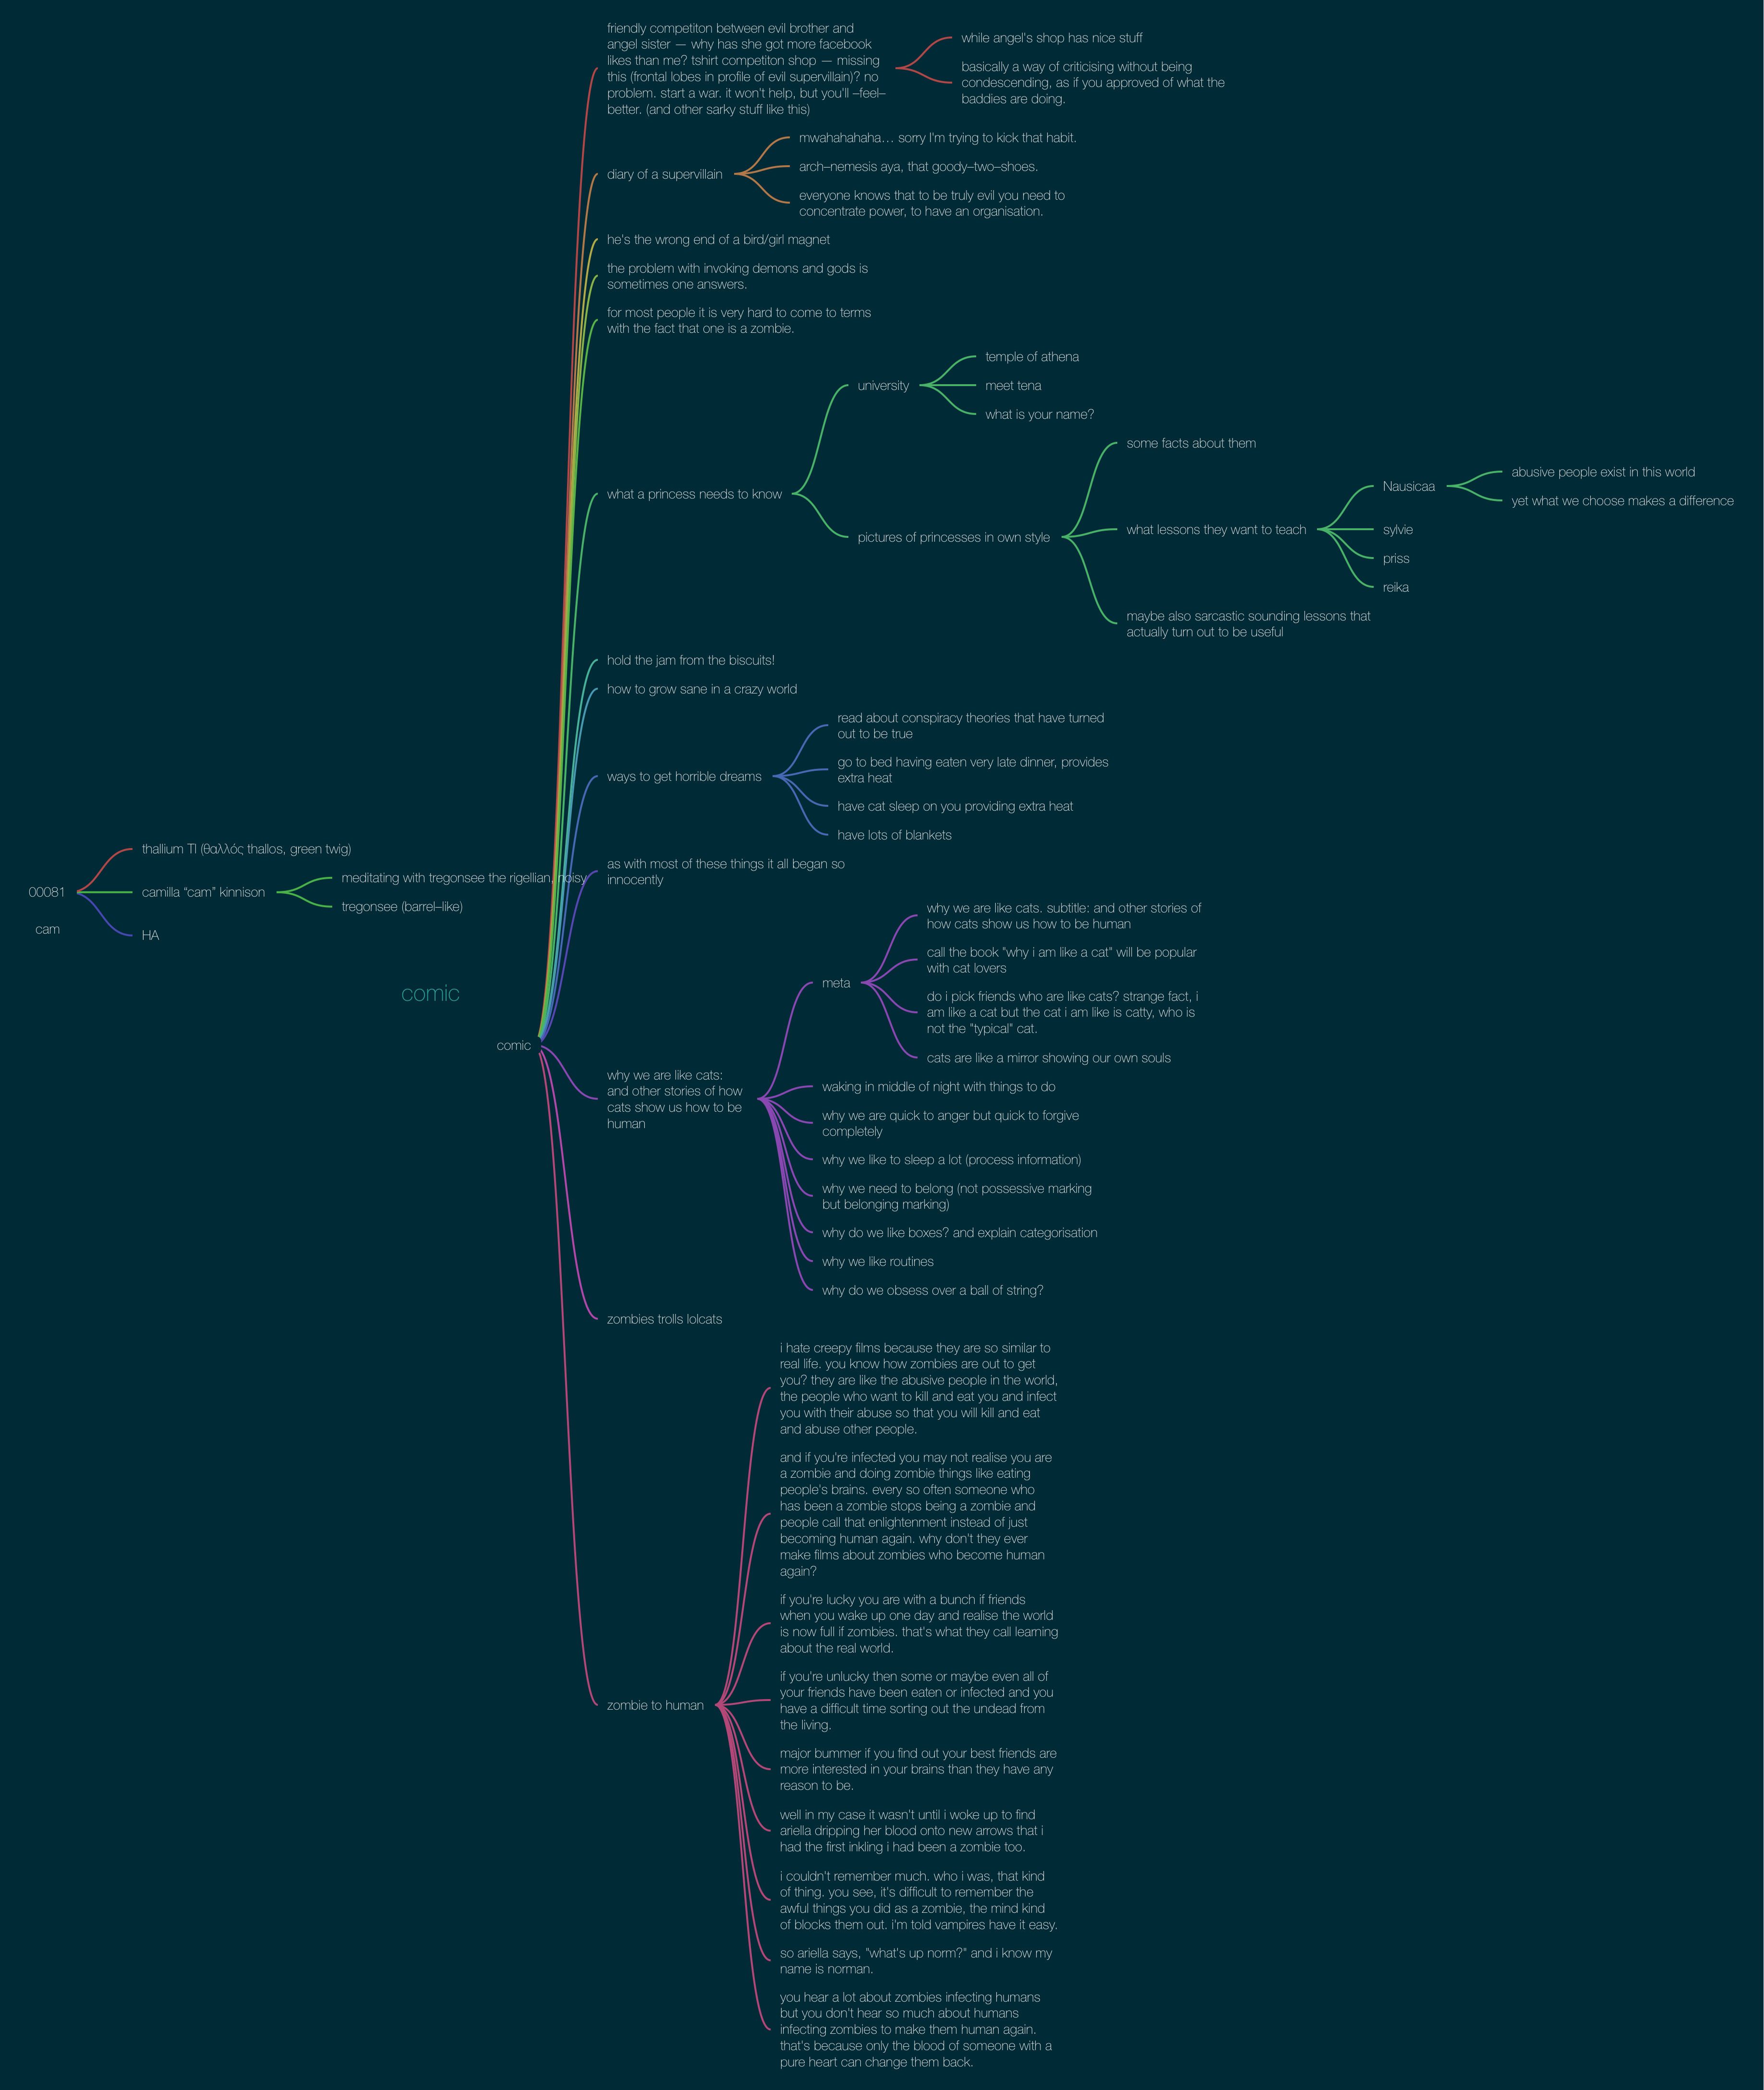 friendly competiton between evil brother and
angel sister — why has she got more facebook
likes than me? tshirt competiton shop — missing
this (frontal lobes in profile of evil supervillain)? no
problem. start a war. it won't help, but you'll –feel–
better. (and other sarky stuff like this)
while angel's shop has nice stuff
basically a way of criticising without being
condescending, as if you approved of what the
baddies are doing.
diary of a supervillain
mwahahahaha… sorry I'm trying to kick that habit.
arch–nemesis aya, that goody–two–shoes.
everyone knows that to be truly evil you need to
concentrate power, to have an organisation.
he's the wrong end of a bird/girl magnet
the problem with invoking demons and gods is
sometimes one answers.
for most people it is very hard to come to terms
with the fact that one is a zombie.
what a princess needs to know
university
temple of athena
meet tena
what is your name?
pictures of princesses in own style
some facts about them
what lessons they want to teach
Nausicaa
abusive people exist in this world
yet what we choose makes a difference
sylvie
priss
reika
maybe also sarcastic sounding lessons that
actually turn out to be useful
hold the jam from the biscuits!
how to grow sane in a crazy world
ways to get horrible dreams
read about conspiracy theories that have turned
out to be true
go to bed having eaten very late dinner, provides
extra heat
have cat sleep on you providing extra heat
have lots of blankets
as with most of these things it all began so
innocently
00081
cam
thallium Tl (θαλλός thallos, green twig)
camilla “cam” kinnison
meditating with tregonsee the rigellian, noisy
tregonsee (barrel–like)
HA
comic
comic
why we are like cats:
and other stories of how
cats show us how to be
human
meta
why we are like cats. subtitle: and other stories of
how cats show us how to be human
call the book "why i am like a cat" will be popular
with cat lovers
do i pick friends who are like cats? strange fact, i
am like a cat but the cat i am like is catty, who is
not the "typical" cat.
cats are like a mirror showing our own souls
waking in middle of night with things to do
why we are quick to anger but quick to forgive
completely
why we like to sleep a lot (process information)
why we need to belong (not possessive marking
but belonging marking)
why do we like boxes? and explain categorisation
why we like routines
why do we obsess over a ball of string?
zombies trolls lolcats
zombie to human
i hate creepy films because they are so similar to
real life. you know how zombies are out to get
you? they are like the abusive people in the world,
the people who want to kill and eat you and infect
you with their abuse so that you will kill and eat
and abuse other people.
and if you're infected you may not realise you are
a zombie and doing zombie things like eating
people's brains. every so often someone who
has been a zombie stops being a zombie and
people call that enlightenment instead of just
becoming human again. why don't they ever
make films about zombies who become human
again?
if you're lucky you are with a bunch if friends
when you wake up one day and realise the world
is now full if zombies. that's what they call learning
about the real world.
if you're unlucky then some or maybe even all of
your friends have been eaten or infected and you
have a difficult time sorting out the undead from
the living.
major bummer if you find out your best friends are
more interested in your brains than they have any
reason to be.
well in my case it wasn't until i woke up to find
ariella dripping her blood onto new arrows that i
had the first inkling i had been a zombie too.
i couldn't remember much. who i was, that kind
of thing. you see, it's difficult to remember the
awful things you did as a zombie, the mind kind
of blocks them out. i'm told vampires have it easy.
so ariella says, "what's up norm?" and i know my
name is norman.
you hear a lot about zombies infecting humans
but you don't hear so much about humans
infecting zombies to make them human again.
that's because only the blood of someone with a
pure heart can change them back.